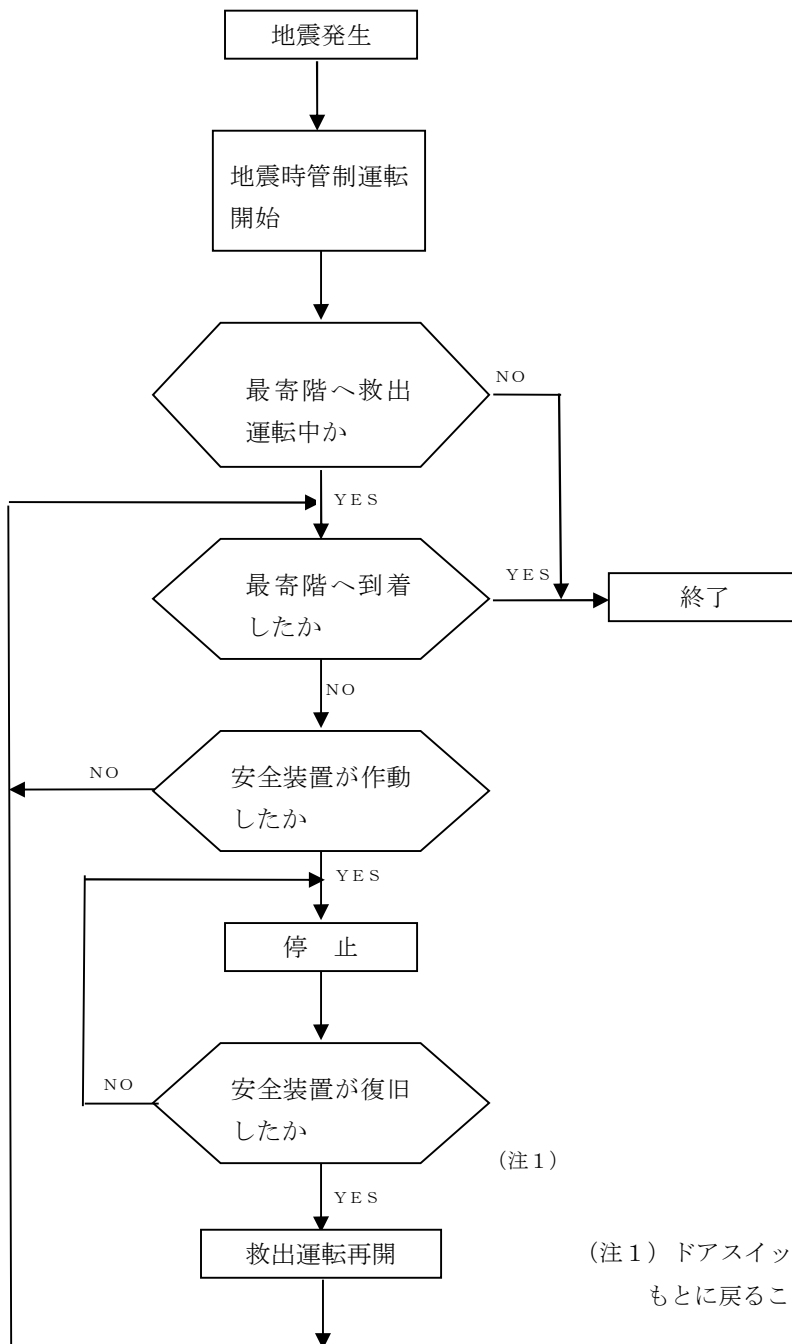 地震発生
地震時管制運転
開始
最寄階へ救出
運転中か
NO
YES
最寄階へ到着
したか
YES
終了
NO
安全装置が作動
したか
NO
YES
停　止
安全装置が復旧
したか
NO
（注１）
YES
救出運転再開
（注１）ドアスイッ
もとに戻るこ